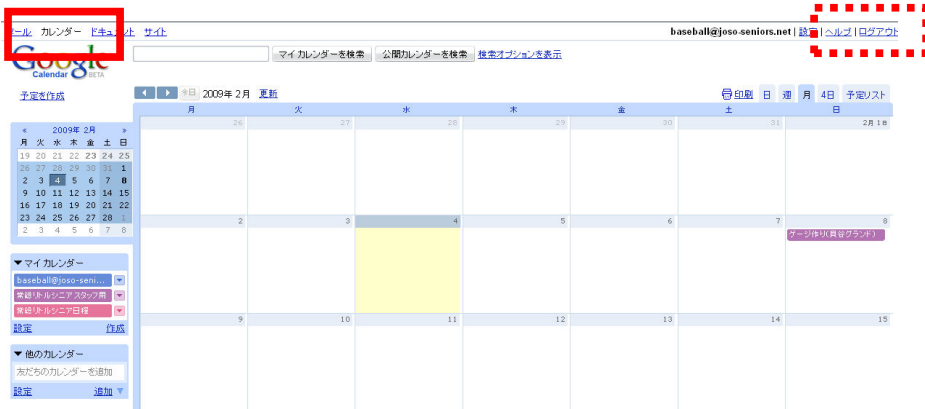 メール カレンダー ドキュメント サイト
baseball@joso-seniors.net | 設定 | ヘルプ | ログアウト
Google
Calendar BETA
マイ カレンダーを検索 公開カレンダーを検索 検索オプションを表示
予定を作成
今日 2009年 2月 更新
印刷 日 週 月 4日 予定リスト
月 火 水 木 金 土 日
26 27 28 29 30 31 2月 1日
2 3 4 5 6 7 8
ゲージ作り(貝谷グランド)
9 10 11 12 13 14 15
« 2009年 2月 »
月 火 水 木 金 土 日
19 20 21 22 23 24 25
26 27 28 29 30 31 1
2 3 4 5 6 7 8
9 10 11 12 13 14 15
16 17 18 19 20 21 22
23 24 25 26 27 28 1
2 3 4 5 6 7 8
▼マイ カレンダー
baseball@joso-seni...
常総リトルシニアスタッフ用
常総リトルシニア日程
設定 作成
▼他のカレンダー
友だちのカレンダーを追加
設定 追加 ▼